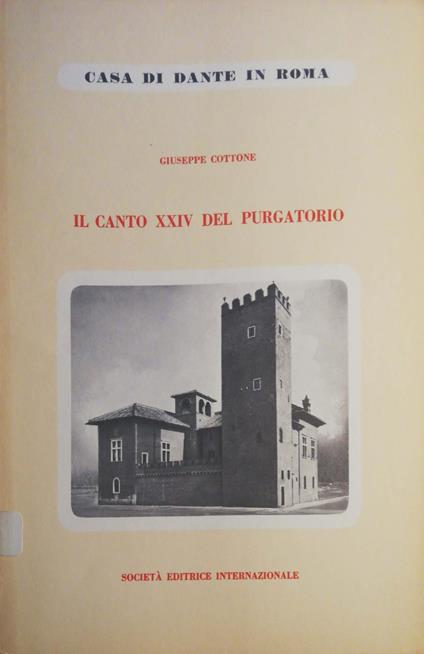 CASA DI DANTE IN ROMA
GIUSEPPE COTTONE
IL CANTO XXIV DEL PURGATORIO
SOCIETÀ EDITRICE INTERNAZIONALE